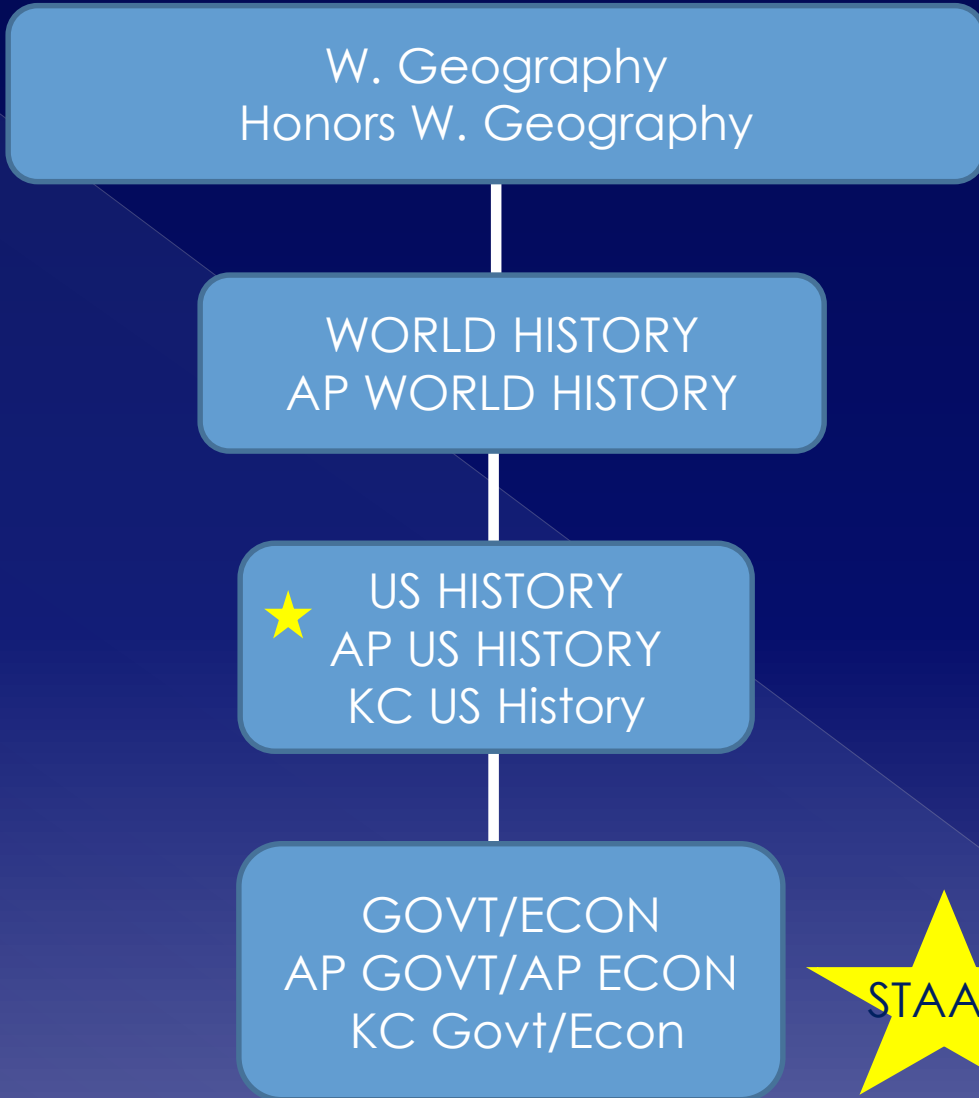 W. Geography
Honors W. Geography
WORLD HISTORY
AP WORLD HISTORY
US HISTORY
AP US HISTORY
KC US History
GOVT/ECON
AP GOVT/AP ECON
KC Govt/Econ
STAA